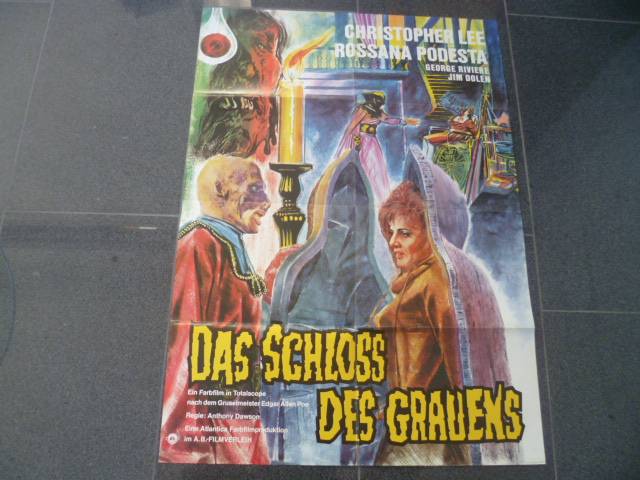 CHRISTOPHER LEE
ROSSANA PODESTA
GEORGE RIVIERE
JIM DOLEN
DAS SCHLOSS
DES GRAUENS
Ein Farbfilm in Totalscope
nach dem Gruselmeister Edgar Allen Poe
Regie: Anthony Dawson
Eine Atlantica Farbfilmproduktion
im A.B.-FILMVERLEIH